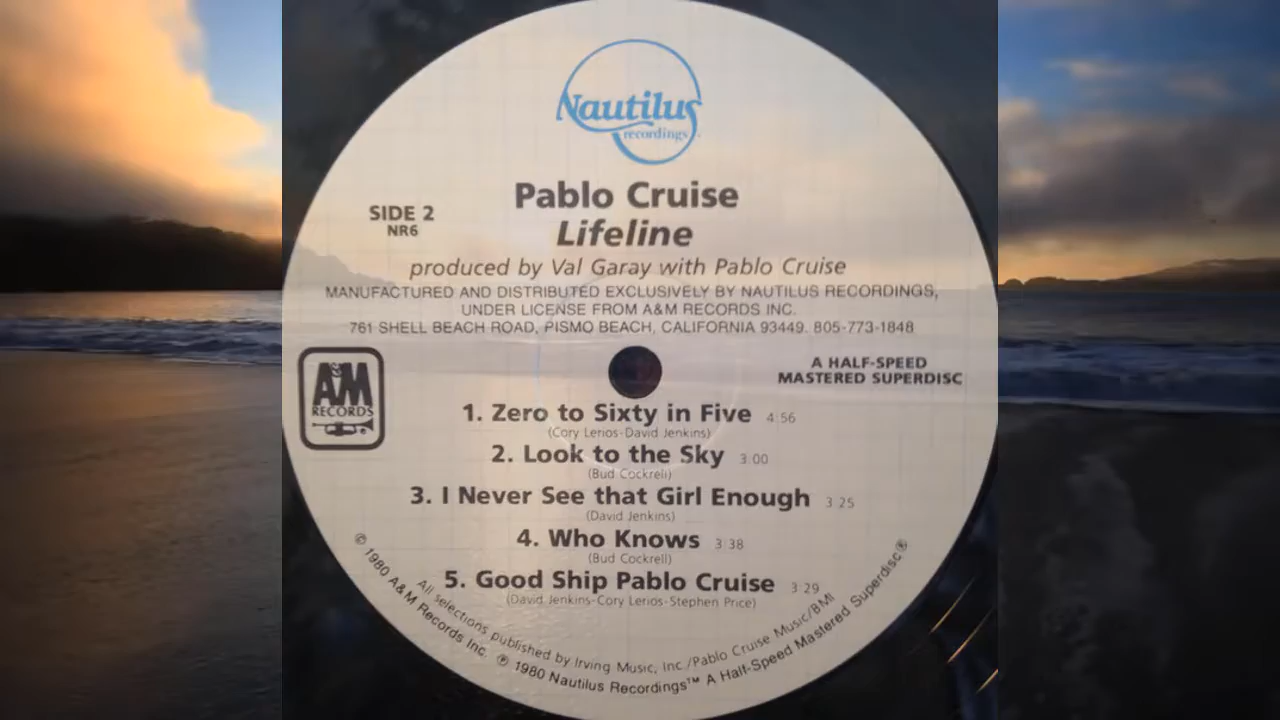 Nautilus
recordings
Pablo Cruise
SIDE 2
NR6
Lifeline
produced by Val Garay with Pablo Cruise
MANUFACTURED AND DISTRIBUTED EXCLUSIVELY BY NAUTILUS RECORDINGS,
UNDER LICENSE FROM A&M RECORDS INC.
761 SHELL BEACH ROAD, PISMO BEACH, CALIFORNIA 93449. 805-773-1848
A&M
RECORDS
A HALF-SPEED
MASTERED SUPERDISC
1. Zero to Sixty in Five 4:56
(Cory Lerios-David Jenkins)
2. Look to the Sky 3:00
(Bud Cockrell)
3. I Never See that Girl Enough 3:25
(David Jenkins)
4. Who Knows 3:38
(Bud Cockrell)
5. Good Ship Pablo Cruise 3:29
(David Jenkins-Cory Lerios-Stephen Price)
All selections published by Irving Music, Inc./Pablo Cruise Music/BMI
© 1980 A&M Records Inc. ℗ 1980 Nautilus Recordings™ A Half-Speed Mastered Superdisc®